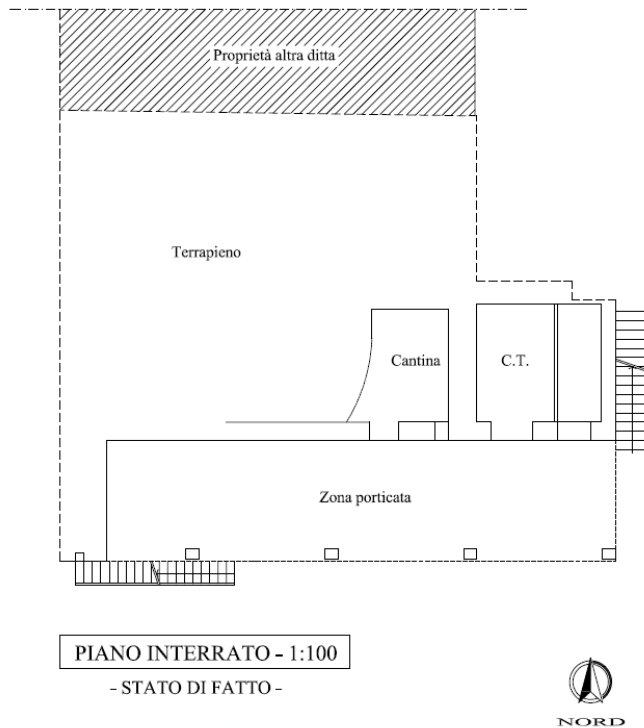 Proprietà altra ditta
Terrapieno
Cantina
C.T.
Zona porticata
PIANO INTERRATO - 1:100
- STATO DI FATTO -
NORD